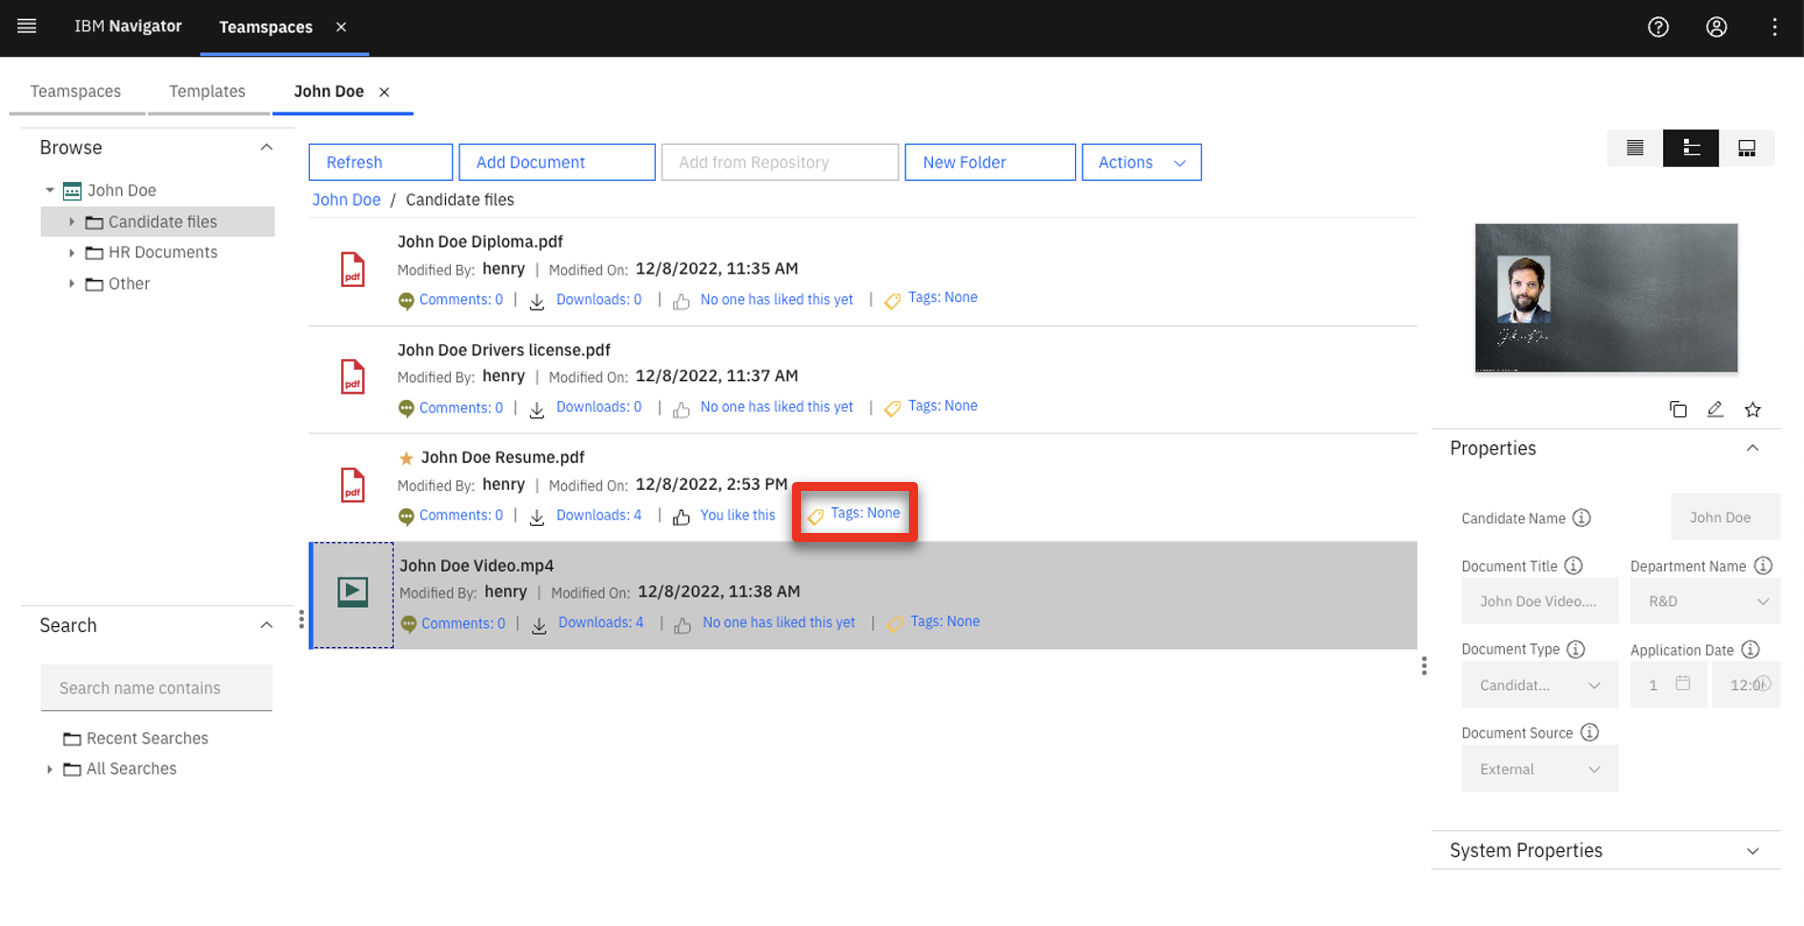 IBM Navigator
Teamspaces
Teamspaces
Templates
John Doe
Browse
John Doe
Candidate files
HR Documents
Other
Search
Search name contains
Recent Searches
All Searches
Refresh
Add Document
Add from Repository
New Folder
Actions
John Doe / Candidate files
pdf
John Doe Diploma.pdf
Modified By: henry | Modified On: 12/8/2022, 11:35 AM
Comments: 0 | Downloads: 0 | No one has liked this yet | Tags: None
pdf
John Doe Drivers license.pdf
Modified By: henry | Modified On: 12/8/2022, 11:37 AM
Comments: 0 | Downloads: 0 | No one has liked this yet | Tags: None
pdf
John Doe Resume.pdf
Modified By: henry | Modified On: 12/8/2022, 2:53 PM
Comments: 0 | Downloads: 4 | You like this Tags: None
John Doe Video.mp4
Modified By: henry | Modified On: 12/8/2022, 11:38 AM
Comments: 0 | Downloads: 4 | No one has liked this yet | Tags: None
Properties
Candidate Name
John Doe
Document Title
John Doe Video....
Department Name
R&D
Document Type
Candidat...
Application Date
1
Document Source
External
System Properties